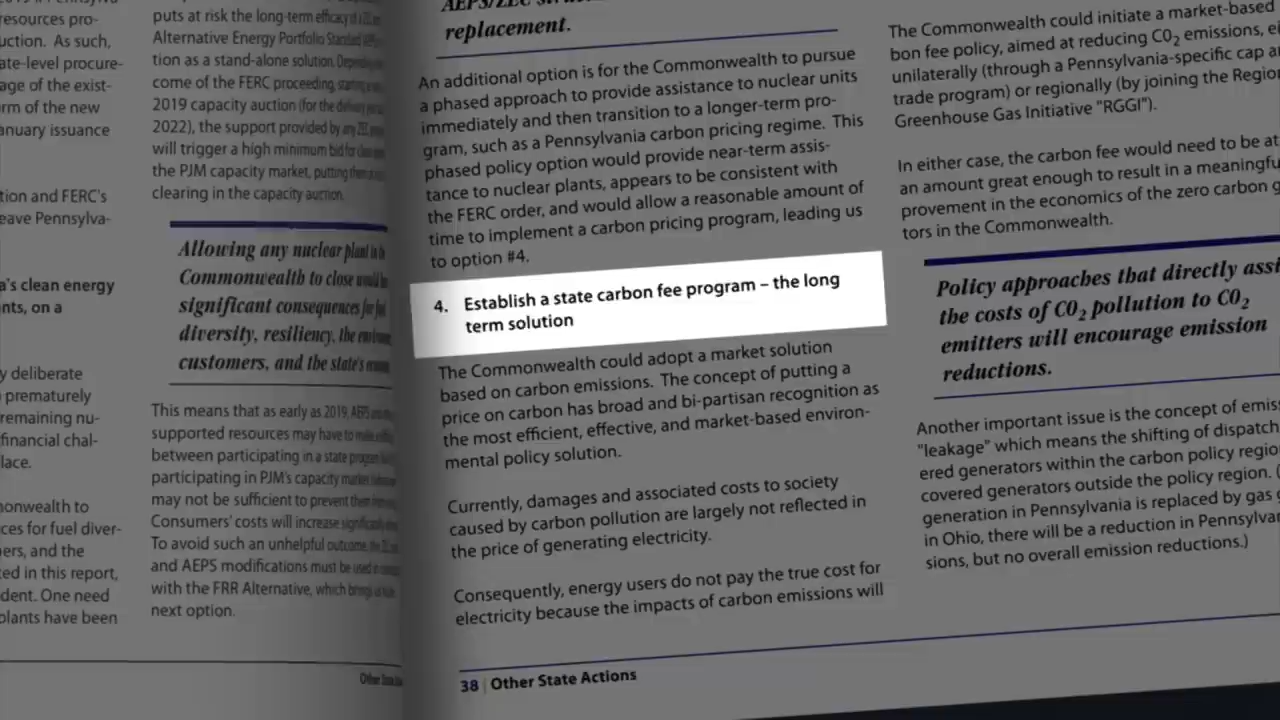 resources pro-
uction. As such,
ate-level procure-
age of the exist-
rm of the new
anuary issuance
tion and FERC's
eave Pennsylva-
a's clean energy
nts, on a
y deliberate
prematurely
remaining nu-
financial chal-
lace.
monwealth to
ces for fuel diver-
ers, and the
ted in this report,
dent. One need
plants have been
puts at risk the long-term efficacy of a ZEC
Alternative Energy Portfolio Standard
tion as a stand-alone solution.
come of the FERC proceeding,
2019 capacity auction (for the delivery
2022), the support provided by any ZEC
will trigger a high minimum bid for
the PJM capacity market, putting
clearing in the capacity auction.
Allowing any nuclear plant in
Commonwealth to close would
significant consequences for
diversity, resiliency, the
customers, and the state's
This means that as early as 2019, AEPS
supported resources may have to make
between participating in a state program
participating in PJM's capacity market
may not be sufficient to prevent
Consumers' costs will increase significantly
To avoid such an unhelpful outcome, the
and AEPS modifications must be used
with the FRR Alternative, which brings
next option.
Other
AEPS/ZEC
replacement.
An additional option is for the Commonwealth to pursue
a phased approach to provide assistance to nuclear units
immediately and then transition to a longer-term pro-
gram, such as a Pennsylvania carbon pricing regime. This
phased policy option would provide near-term assis-
tance to nuclear plants, appears to be consistent with
the FERC order, and would allow a reasonable amount of
time to implement a carbon pricing program, leading us
to option #4.
4. Establish a state carbon fee program – the long
term solution
The Commonwealth could adopt a market solution
based on carbon emissions. The concept of putting a
price on carbon has broad and bi-partisan recognition as
the most efficient, effective, and market-based environ-
mental policy solution.
Currently, damages and associated costs to society
caused by carbon pollution are largely not reflected in
the price of generating electricity.
Consequently, energy users do not pay the true cost for
electricity because the impacts of carbon emissions will
38 | Other State Actions
The Commonwealth could initiate a market-based
bon fee policy, aimed at reducing C0₂ emissions, ei
unilaterally (through a Pennsylvania-specific cap an
trade program) or regionally (by joining the Region
Greenhouse Gas Initiative "RGGI").
In either case, the carbon fee would need to be at
an amount great enough to result in a meaningfu
provement in the economics of the zero carbon g
tors in the Commonwealth.
Policy approaches that directly assi
the costs of C0₂ pollution to C0₂
emitters will encourage emission
reductions.
Another important issue is the concept of emiss
"leakage" which means the shifting of dispatch
ered generators within the carbon policy regio
covered generators outside the policy region. (
generation in Pennsylvania is replaced by gas g
in Ohio, there will be a reduction in Pennsylvan
sions, but no overall emission reductions.)